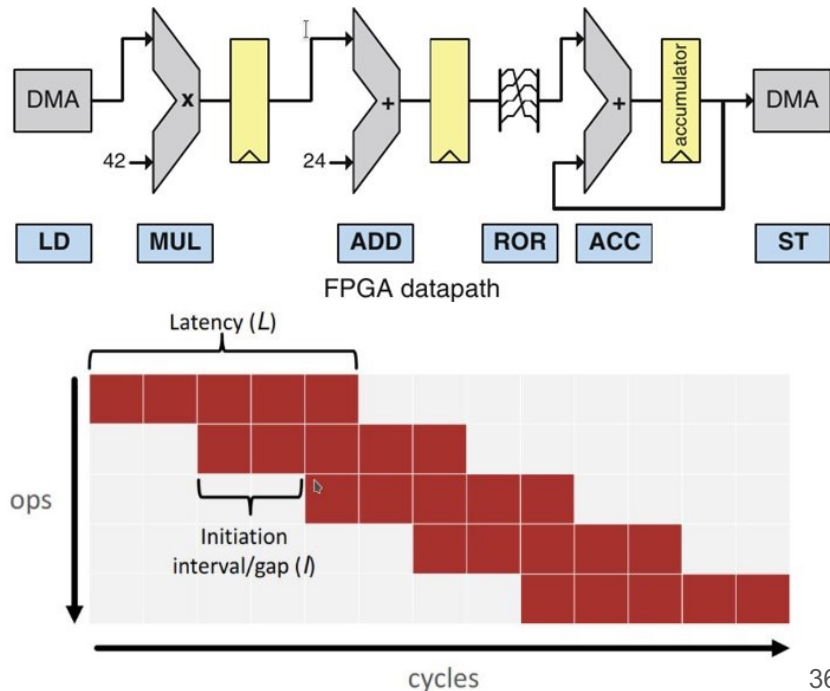 DMA
x
42
+
24
+
accumulator
DMA
LD
MUL
ADD
ROR
ACC
ST
FPGA datapath
Latency (L)
ops
Initiation
interval/gap (I)
cycles
36